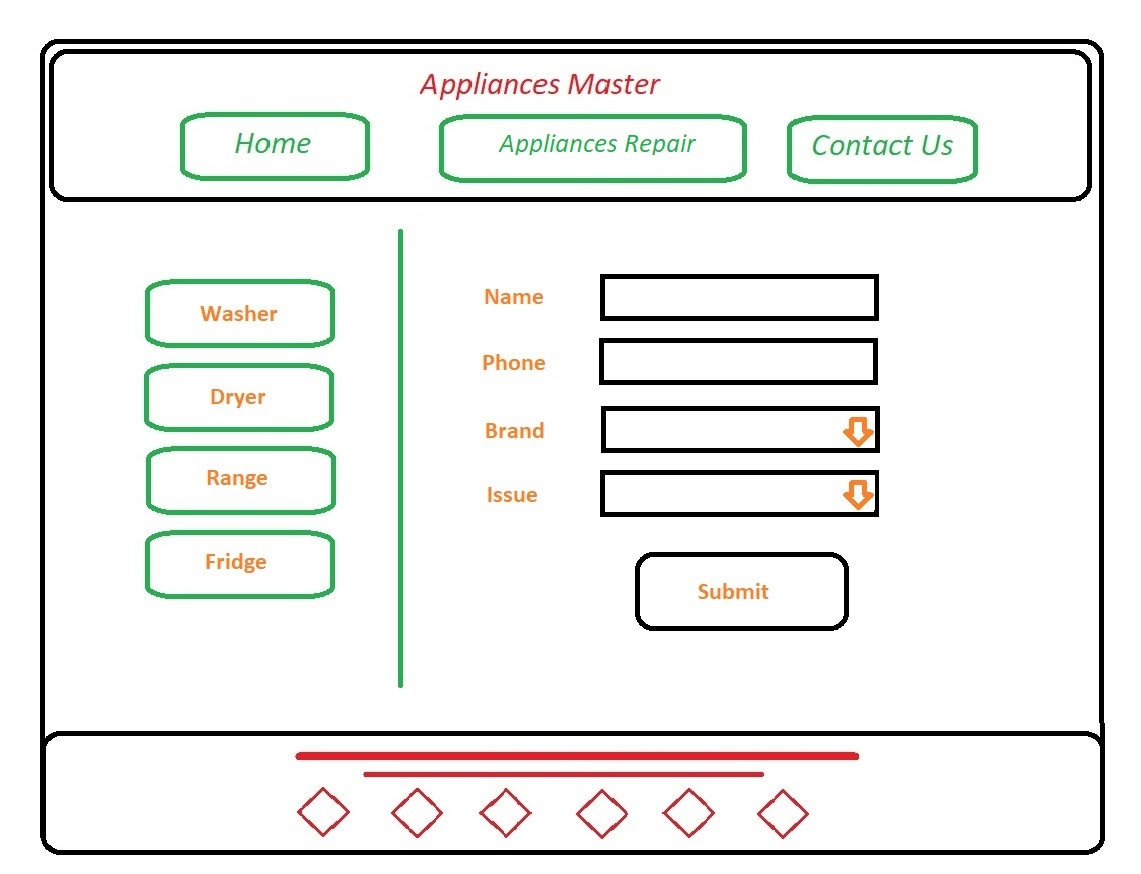 Appliances Master
Home
Appliances Repair
Contact Us
Washer
Dryer
Range
Fridge
Name
Phone
Brand
Issue
Submit